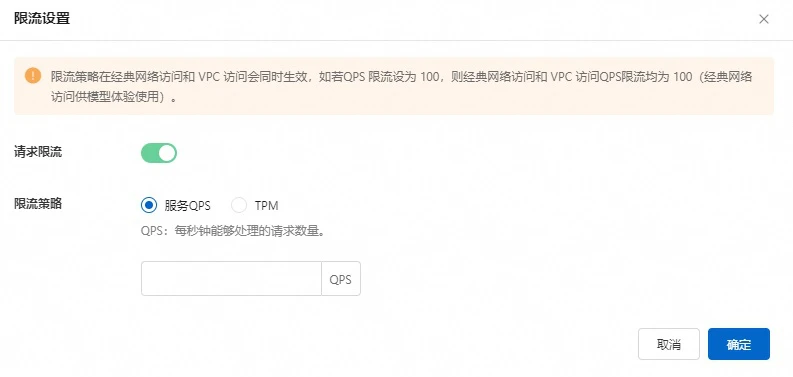 限流设置
限流策略在经典网络访问和 VPC 访问会同时生效，如若QPS 限流设为 100，则经典网络访问和 VPC 访问QPS限流均为 100（经典网络
访问供模型体验使用）。
请求限流
限流策略 服务QPS TPM
QPS：每秒钟能够处理的请求数量。
QPS
取消 确定